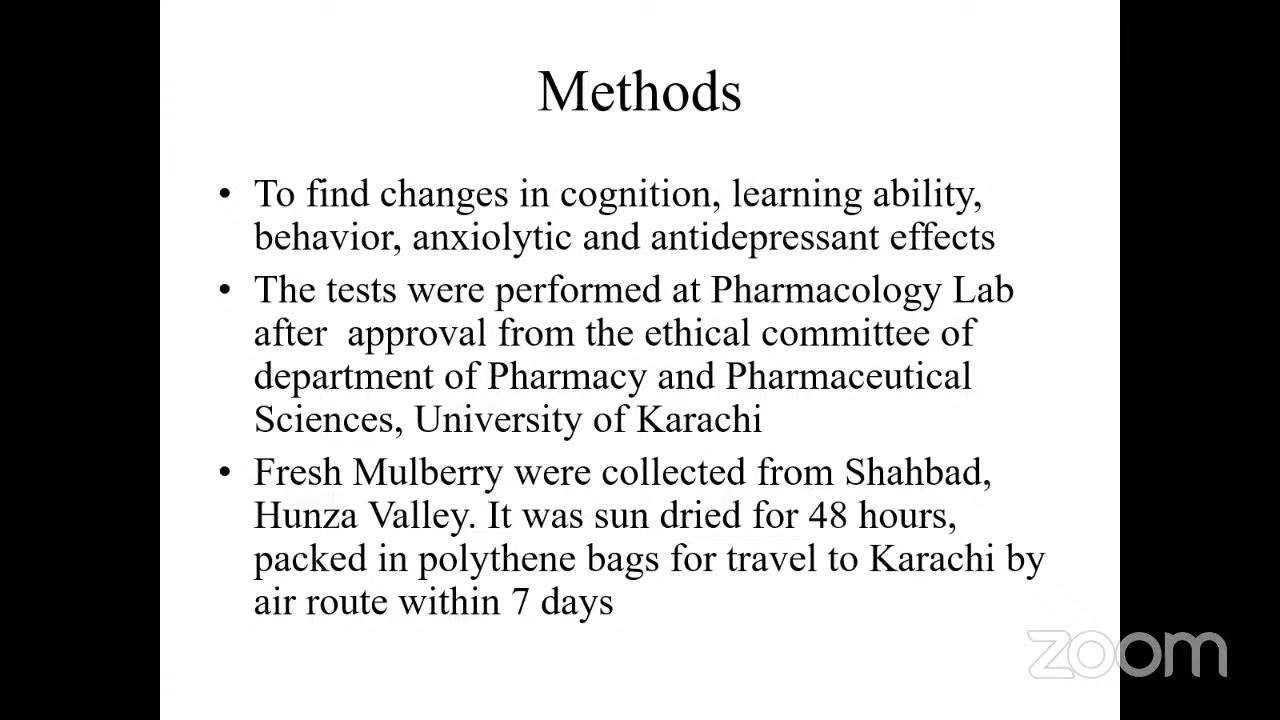 Methods
• To find changes in cognition, learning ability,
behavior, anxiolytic and antidepressant effects
• The tests were performed at Pharmacology Lab
after  approval from the ethical committee of
department of Pharmacy and Pharmaceutical
Sciences, University of Karachi
• Fresh Mulberry were collected from Shahbad,
Hunza Valley. It was sun dried for 48 hours,
packed in polythene bags for travel to Karachi by
air route within 7 days
zoom